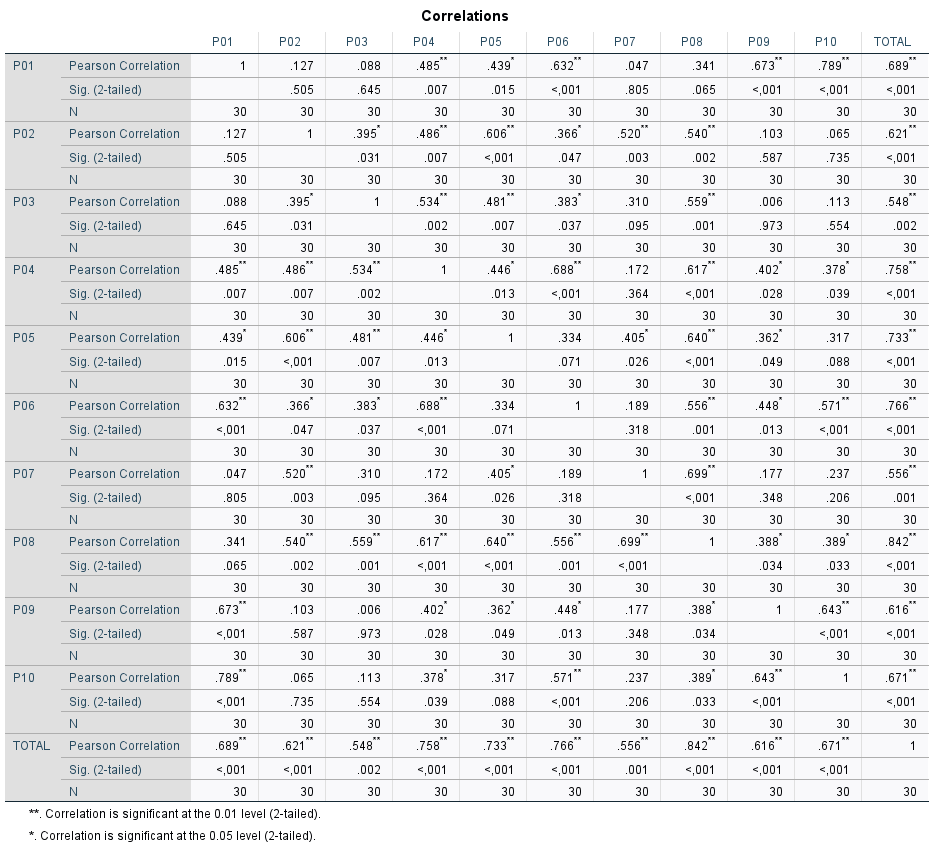 Correlations
P01 P02 P03 P04 P05 P06 P07 P08 P09 P10 TOTAL
P01 Pearson Correlation 1 .127 .088 .485** .439* .632** .047 .341 .673** .789** .689**
Sig. (2-tailed) .505 .645 .007 .015 <,001 .805 .065 <,001 <,001 <,001
N 30 30 30 30 30 30 30 30 30 30 30
P02 Pearson Correlation .127 1 .395* .486** .606** .366* .520** .540** .103 .065 .621**
Sig. (2-tailed) .505 .031 .007 <,001 .047 .003 .002 .587 .735 <,001
N 30 30 30 30 30 30 30 30 30 30 30
P03 Pearson Correlation .088 .395* 1 .534** .481** .383* .310 .559** .006 .113 .548**
Sig. (2-tailed) .645 .031 .002 .007 .037 .095 .001 .973 .554 .002
N 30 30 30 30 30 30 30 30 30 30 30
P04 Pearson Correlation .485** .486** .534** 1 .446* .688** .172 .617** .402* .378* .758**
Sig. (2-tailed) .007 .007 .002 .013 <,001 .364 <,001 .028 .039 <,001
N 30 30 30 30 30 30 30 30 30 30 30
P05 Pearson Correlation .439* .606** .481** .446* 1 .334 .405* .640** .362* .317 .733**
Sig. (2-tailed) .015 <,001 .007 .013 .071 .026 <,001 .049 .088 <,001
N 30 30 30 30 30 30 30 30 30 30 30
P06 Pearson Correlation .632** .366* .383* .688** .334 1 .189 .556** .448* .571** .766**
Sig. (2-tailed) <,001 .047 .037 <,001 .071 .318 .001 .013 <,001 <,001
N 30 30 30 30 30 30 30 30 30 30 30
P07 Pearson Correlation .047 .520** .310 .172 .405* .189 1 .699** .177 .237 .556**
Sig. (2-tailed) .805 .003 .095 .364 .026 .318 <,001 .348 .206 .001
N 30 30 30 30 30 30 30 30 30 30 30
P08 Pearson Correlation .341 .540** .559** .617** .640** .556** .699** 1 .388* .389* .842**
Sig. (2-tailed) .065 .002 .001 <,001 <,001 .001 <,001 .034 .033 <,001
N 30 30 30 30 30 30 30 30 30 30 30
P09 Pearson Correlation .673** .103 .006 .402* .362* .448* .177 .388* 1 .643** .616**
Sig. (2-tailed) <,001 .587 .973 .028 .049 .013 .348 .034 <,001 <,001
N 30 30 30 30 30 30 30 30 30 30 30
P10 Pearson Correlation .789** .065 .113 .378* .317 .571** .237 .389* .643** 1 .671**
Sig. (2-tailed) <,001 .735 .554 .039 .088 <,001 .206 .033 <,001 <,001
N 30 30 30 30 30 30 30 30 30 30 30
TOTAL Pearson Correlation .689** .621** .548** .758** .733** .766** .556** .842** .616** .671** 1
Sig. (2-tailed) <,001 <,001 .002 <,001 <,001 <,001 .001 <,001 <,001 <,001
N 30 30 30 30 30 30 30 30 30 30 30
**. Correlation is significant at the 0.01 level (2-tailed).
*. Correlation is significant at the 0.05 level (2-tailed).